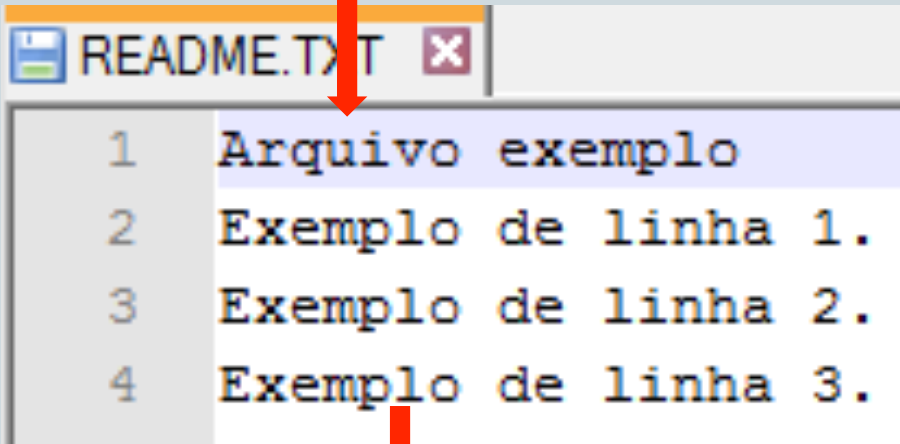 README.TXT
1 Arquivo exemplo
2 Exemplo de linha 1.
3 Exemplo de linha 2.
4 Exemplo de linha 3.